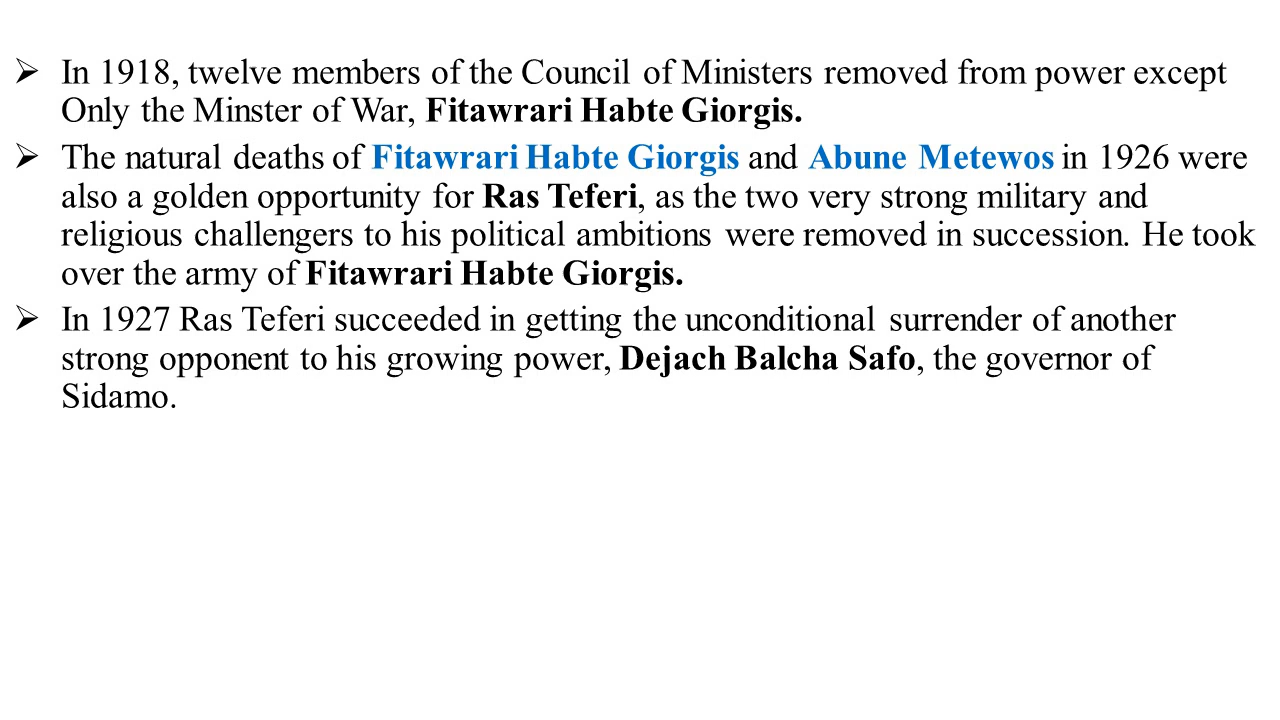 ➢ In 1918, twelve members of the Council of Ministers removed from power except
Only the Minster of War, Fitawrari Habte Giorgis.
➢ The natural deaths of Fitawrari Habte Giorgis and Abune Metewos in 1926 were
also a golden opportunity for Ras Teferi, as the two very strong military and
religious challengers to his political ambitions were removed in succession. He took
over the army of Fitawrari Habte Giorgis.
➢ In 1927 Ras Teferi succeeded in getting the unconditional surrender of another
strong opponent to his growing power, Dejach Balcha Safo, the governor of
Sidamo.